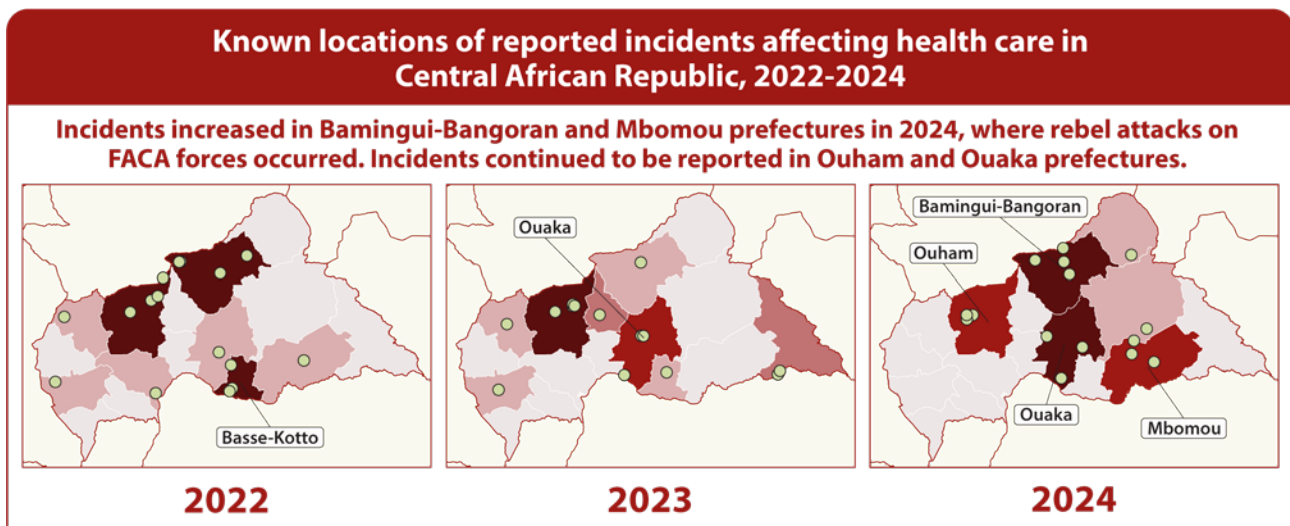 Known locations of reported incidents affecting health care in
Central African Republic, 2022-2024
Incidents increased in Bamingui-Bangoran and Mbomou prefectures in 2024, where rebel attacks on
FACA forces occurred. Incidents continued to be reported in Ouham and Ouaka prefectures.
Basse-Kotto
2022
Ouaka
2023
Bamingui-Bangoran
Ouham
Ouaka
Mbomou
2024